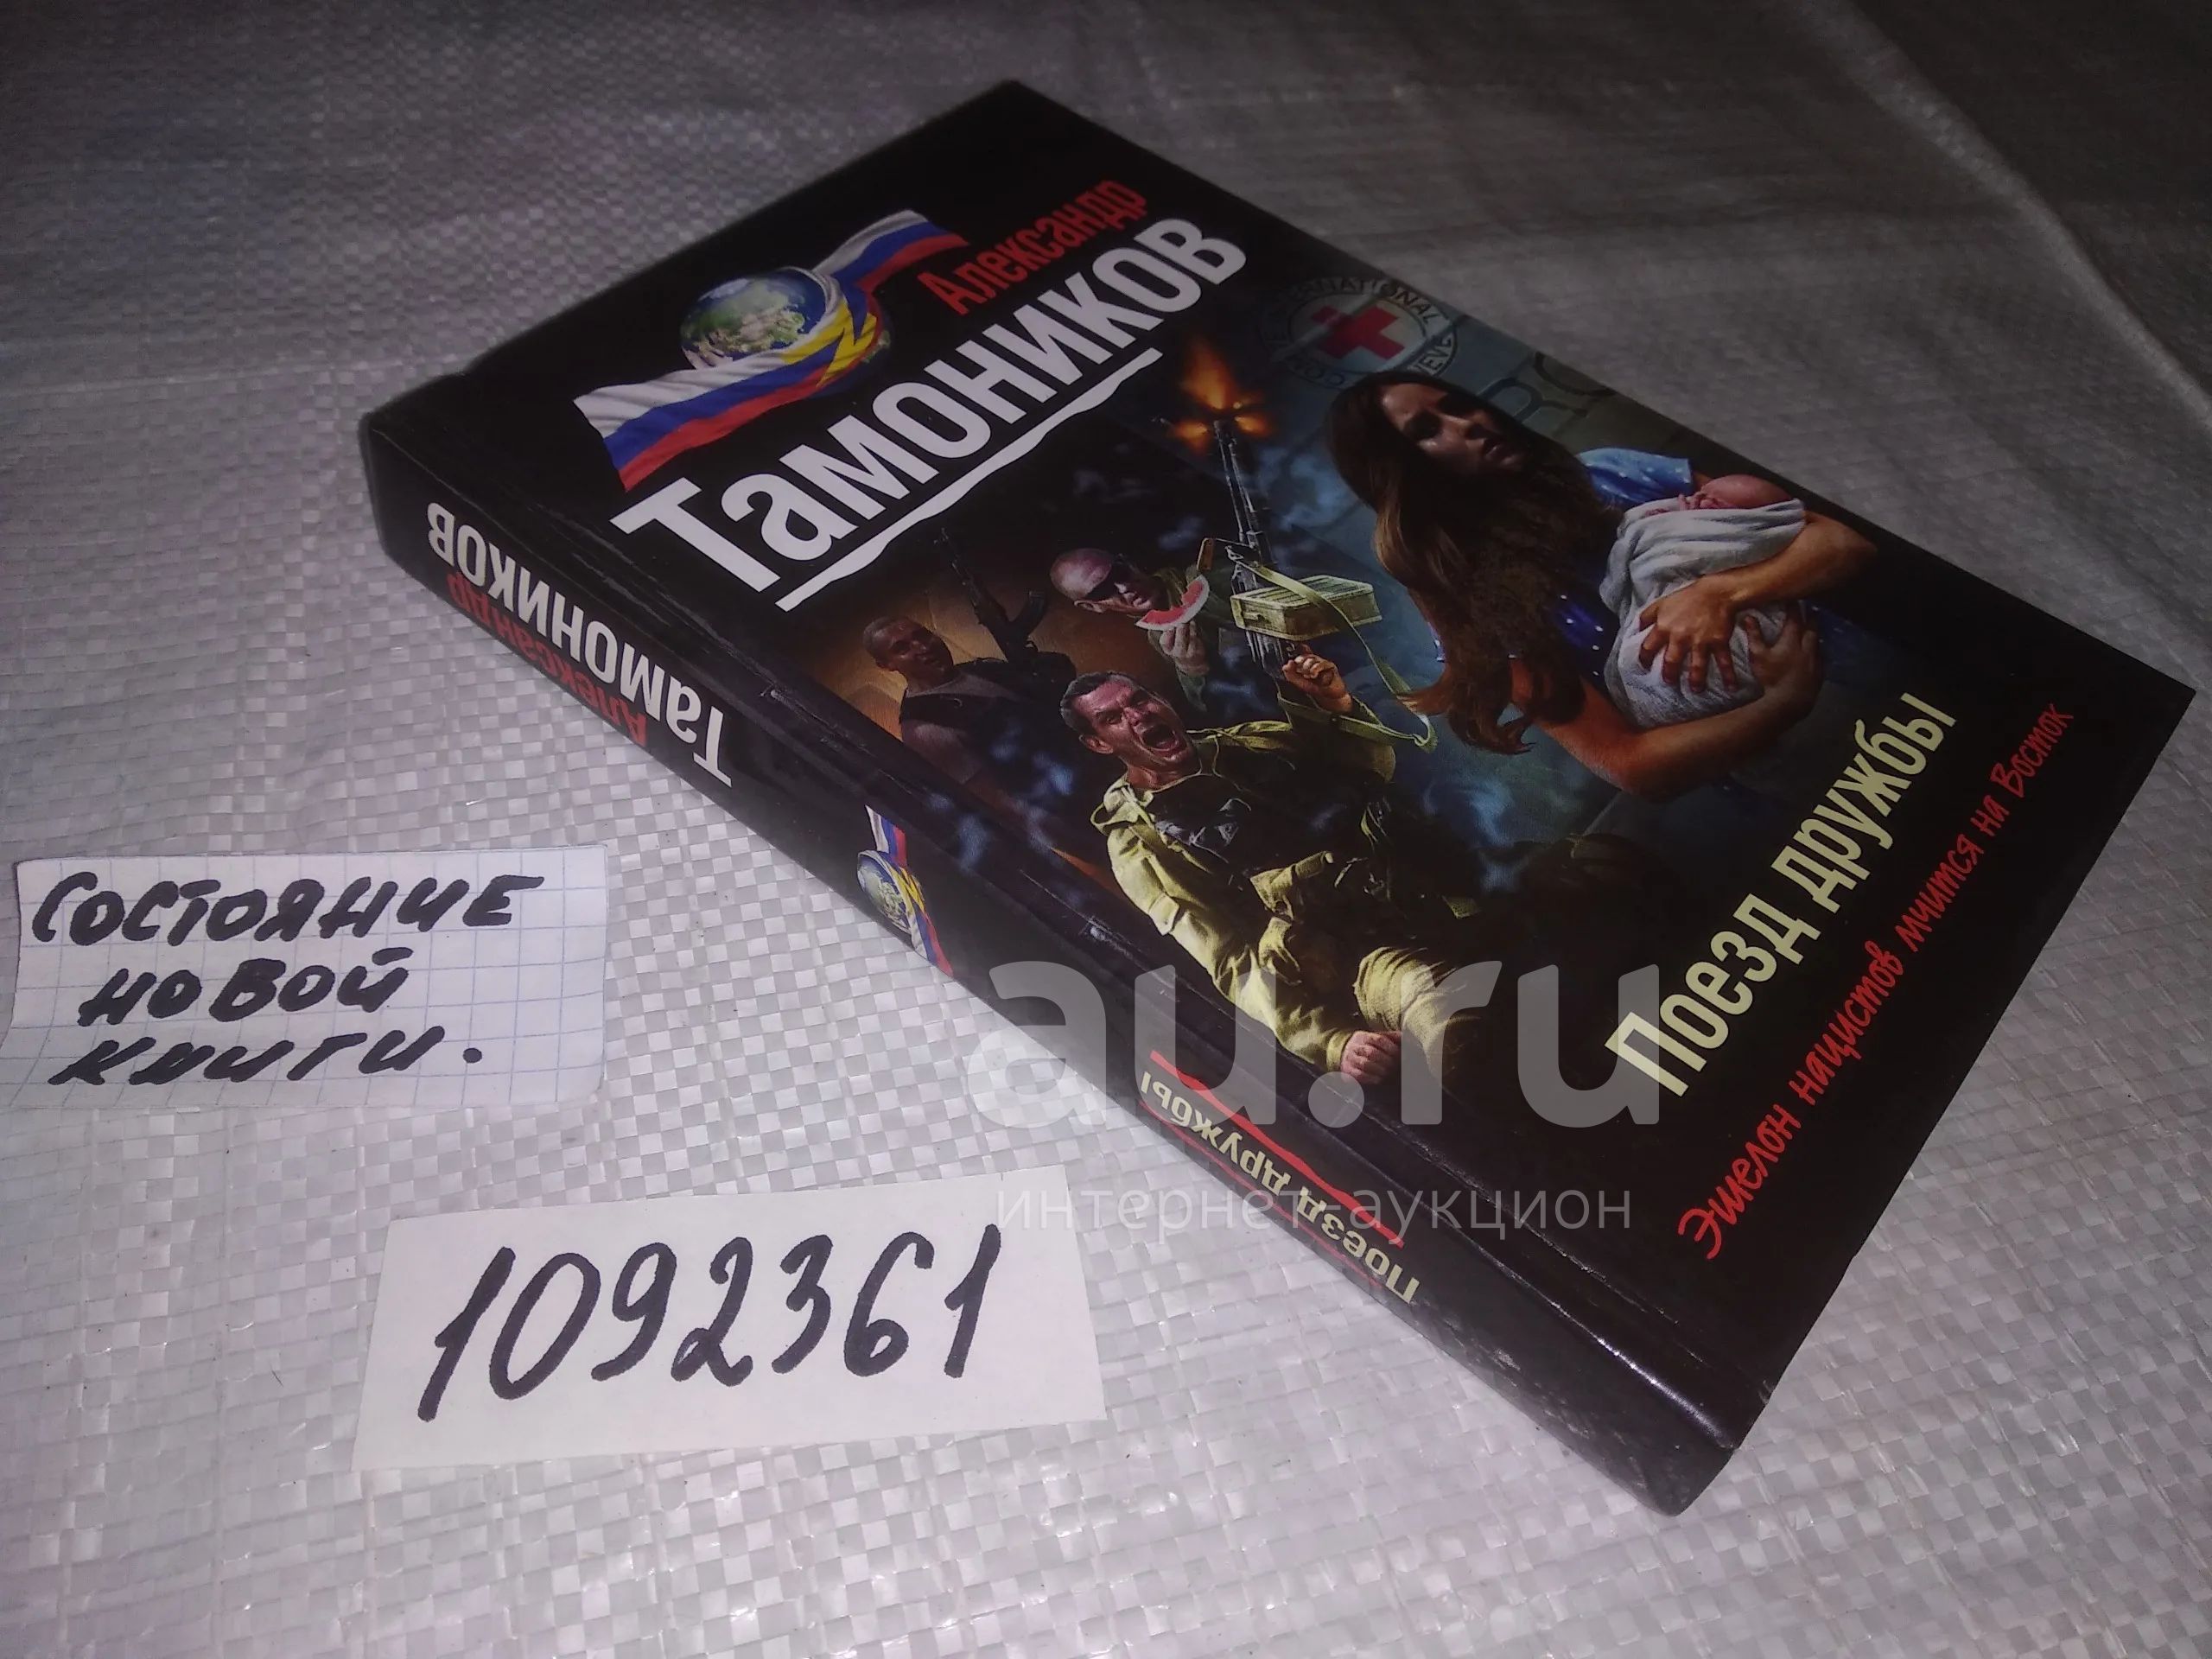 Александр
Тамоников
INTERNATIONAL
Поезд дружбы
Эшелон нацистов мчится на Восток
Александр
Тамоников
Поезд дружбы
СОСТОЯНИЕ
НОВОЙ
КНИГИ.
1092361
au.ru
интернет-аукцион